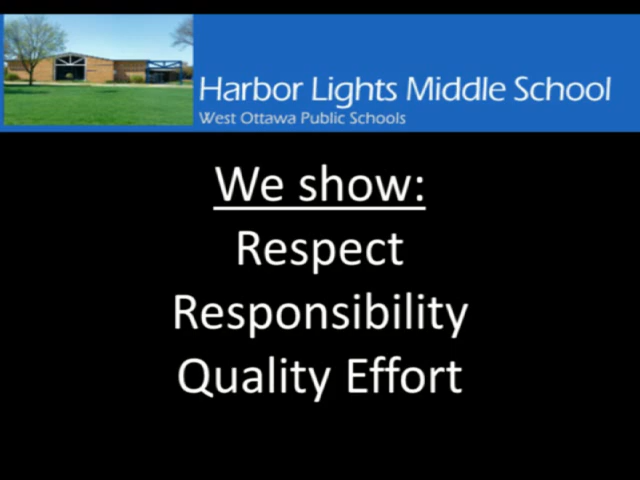 Harbor Lights Middle School
West Ottawa Public Schools
We show:
Respect
Responsibility
Quality Effort